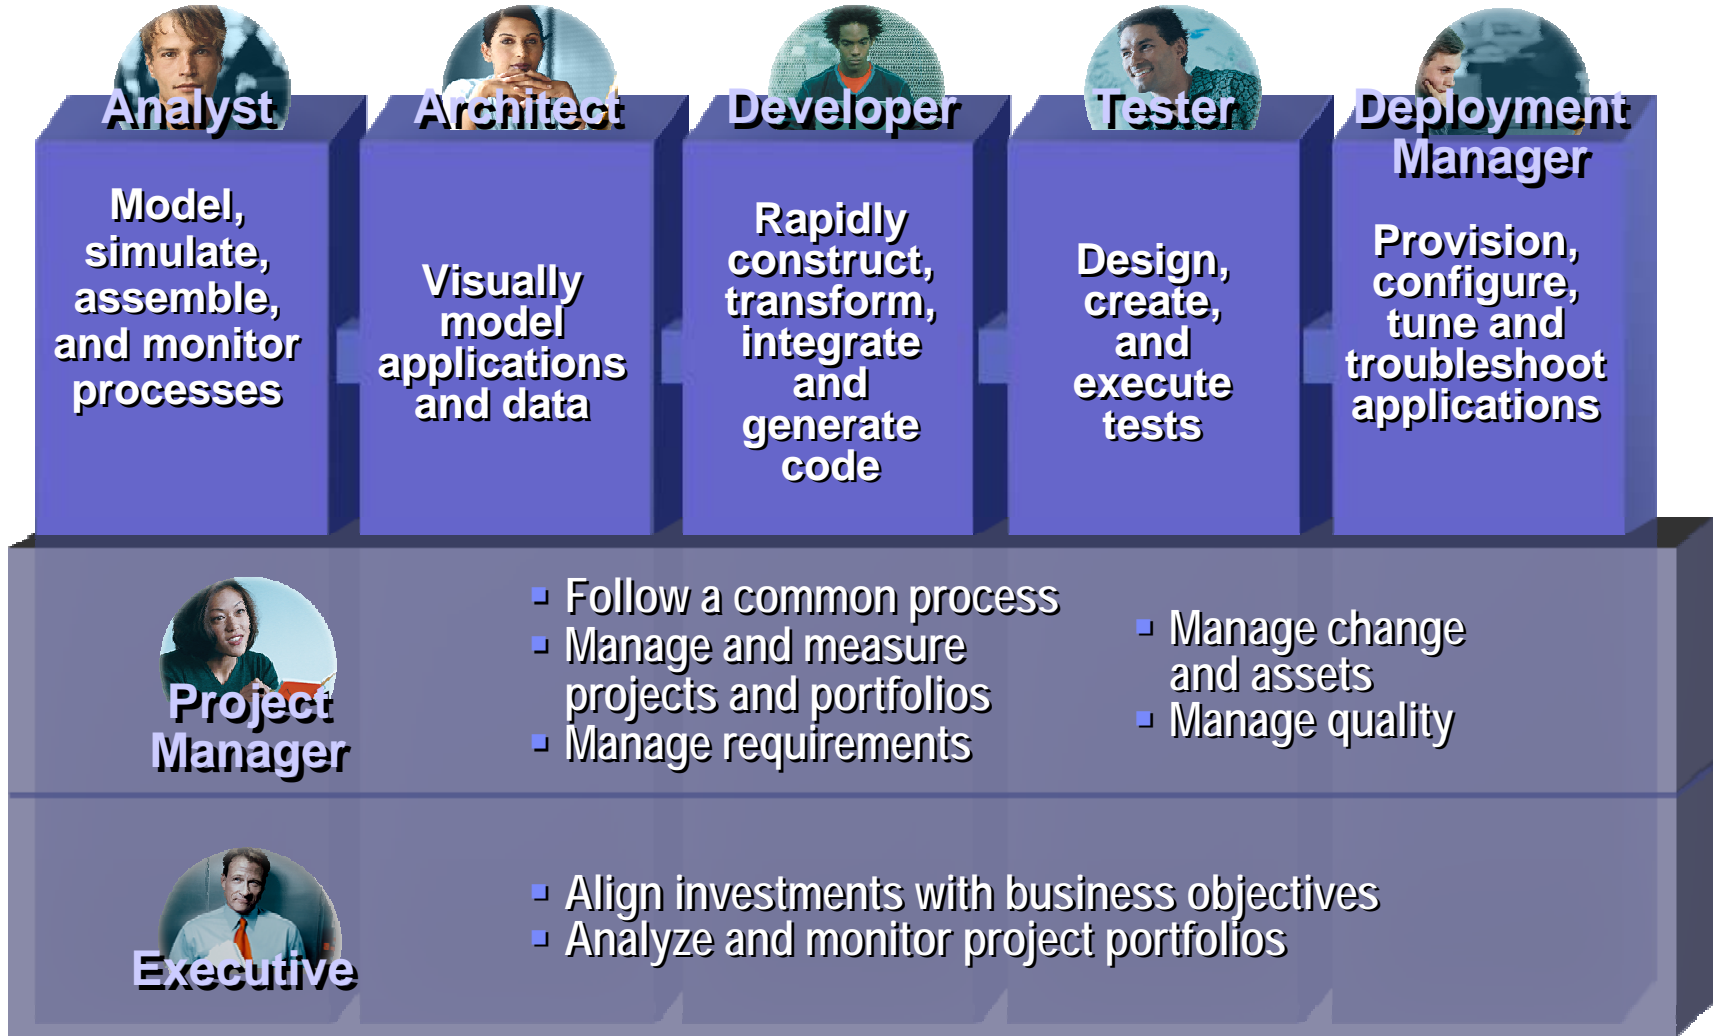 Analyst
Model,
simulate,
assemble,
and monitor
processes
Architect
Visually
model
applications
and data
Developer
Rapidly
construct,
transform,
integrate
and
generate
code
Tester
Design,
create,
and
execute
tests
Deployment
Manager
Provision,
configure,
tune and
troubleshoot
applications
Project
Manager
▪ Follow a common process
▪ Manage and measure
projects and portfolios
▪ Manage requirements
▪ Manage change
and assets
▪ Manage quality
Executive
▪ Align investments with business objectives
▪ Analyze and monitor project portfolios